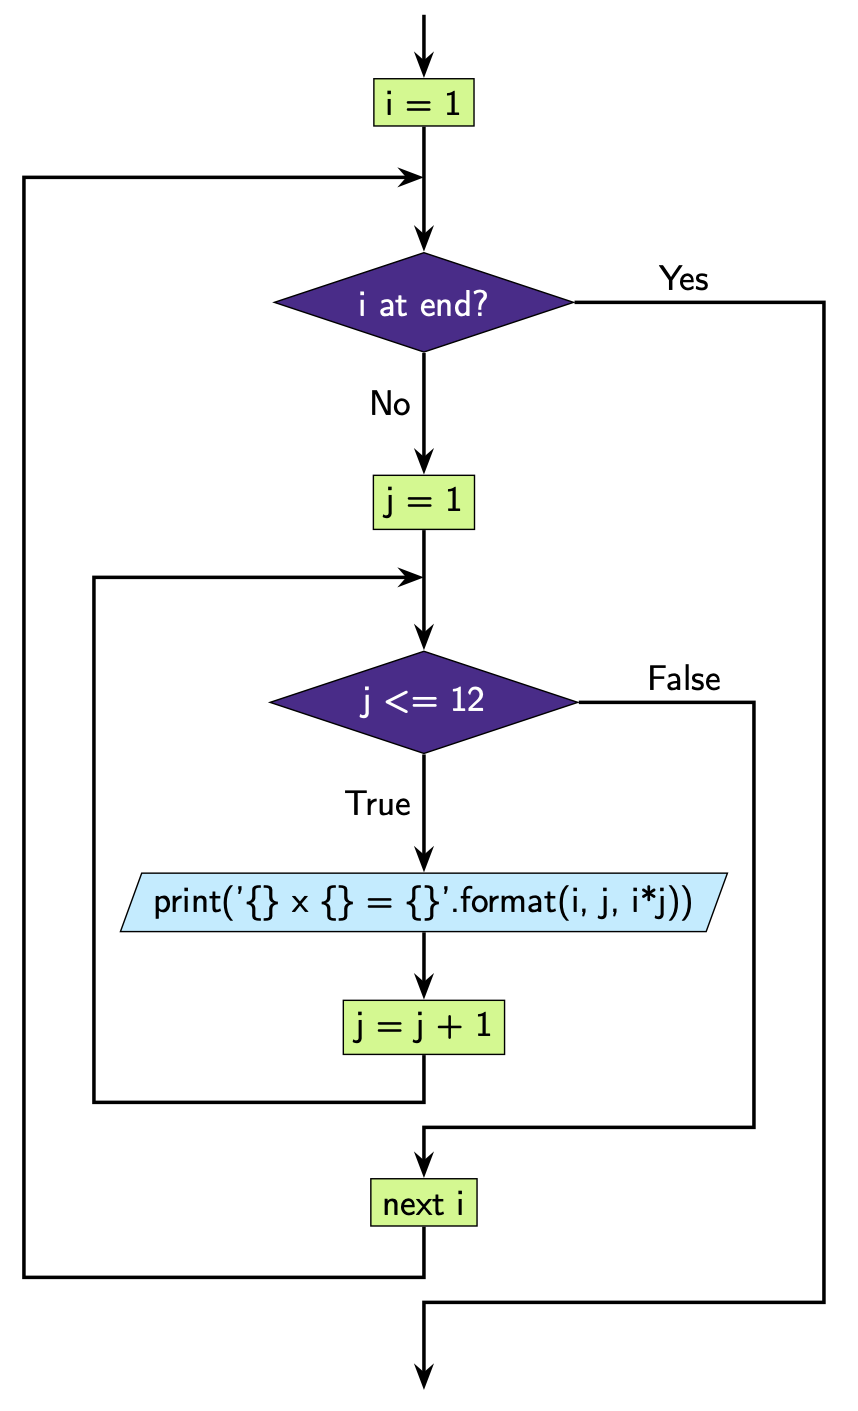 i = 1
i at end?
Yes
No
j = 1
j <= 12
False
True
print('{} x {} = {}'.format(i, j, i*j))
j = j + 1
next i